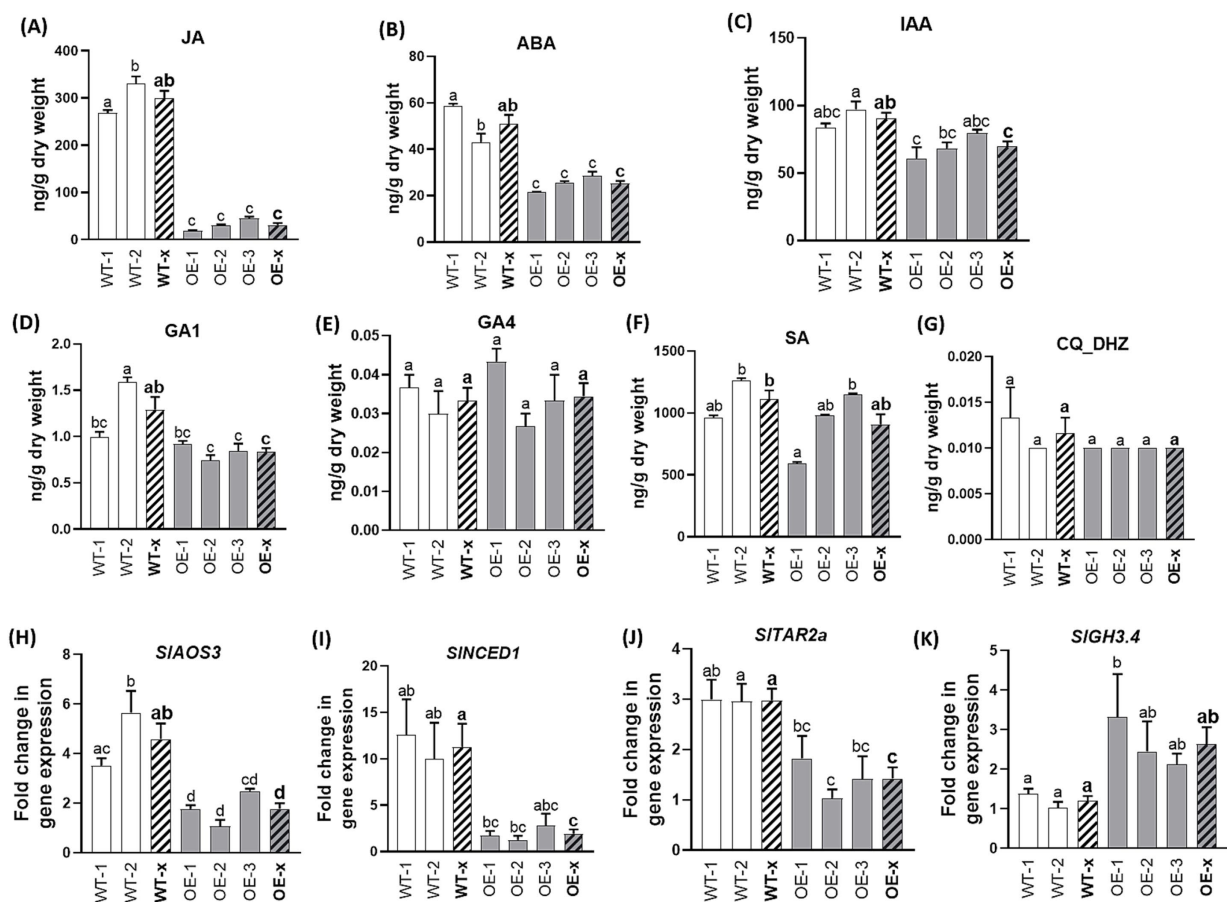 (A)
JA
ng/g dry weight
400
300
200
100
0
a
b
ab
c
c
c
c
WT-1
WT-2
WT-x
OE-1
OE-2
OE-3
OE-x
(B)
ABA
ng/g dry weight
80
60
40
20
0
a
b
ab
c
c
c
c
WT-1
WT-2
WT-x
OE-1
OE-2
OE-3
OE-x
(C)
IAA
ng/g dry weight
150
100
50
0
abc
a
ab
c
bc
abc
c
WT-1
WT-2
WT-x
OE-1
OE-2
OE-3
OE-x
(D)
GA1
ng/g dry weight
2.0
1.5
1.0
0.5
0.0
bc
a
ab
bc
c
c
c
WT-1
WT-2
WT-x
OE-1
OE-2
OE-3
OE-x
(E)
GA4
ng/g dry weight
0.05
0.04
0.03
0.02
0.01
0.00
a
a
a
a
a
a
a
WT-1
WT-2
WT-x
OE-1
OE-2
OE-3
OE-x
(F)
SA
ng/g dry weight
1500
1000
500
0
ab
b
b
a
ab
b
ab
WT-1
WT-2
WT-x
OE-1
OE-2
OE-3
OE-x
(G)
CQ_DHZ
ng/g dry weight
0.020
0.015
0.010
0.005
0.000
a
a
a
a
a
a
a
WT-1
WT-2
WT-x
OE-1
OE-2
OE-3
OE-x
(H)
SlAOS3
Fold change in
gene expression
8
6
4
2
0
ac
b
ab
d
d
cd
d
WT-1
WT-2
WT-x
OE-1
OE-2
OE-3
OE-x
(I)
SlNCED1
Fold change in
gene expression
20
15
10
5
0
ab
ab
a
bc
bc
abc
c
WT-1
WT-2
WT-x
OE-1
OE-2
OE-3
OE-x
(J)
SlTAR2a
Fold change in
gene expression
4
3
2
1
0
ab
a
a
bc
c
bc
c
WT-1
WT-2
WT-x
OE-1
OE-2
OE-3
OE-x
(K)
SlGH3.4
Fold change in
gene expression
5
4
3
2
1
0
a
a
a
b
ab
ab
ab
WT-1
WT-2
WT-x
OE-1
OE-2
OE-3
OE-x